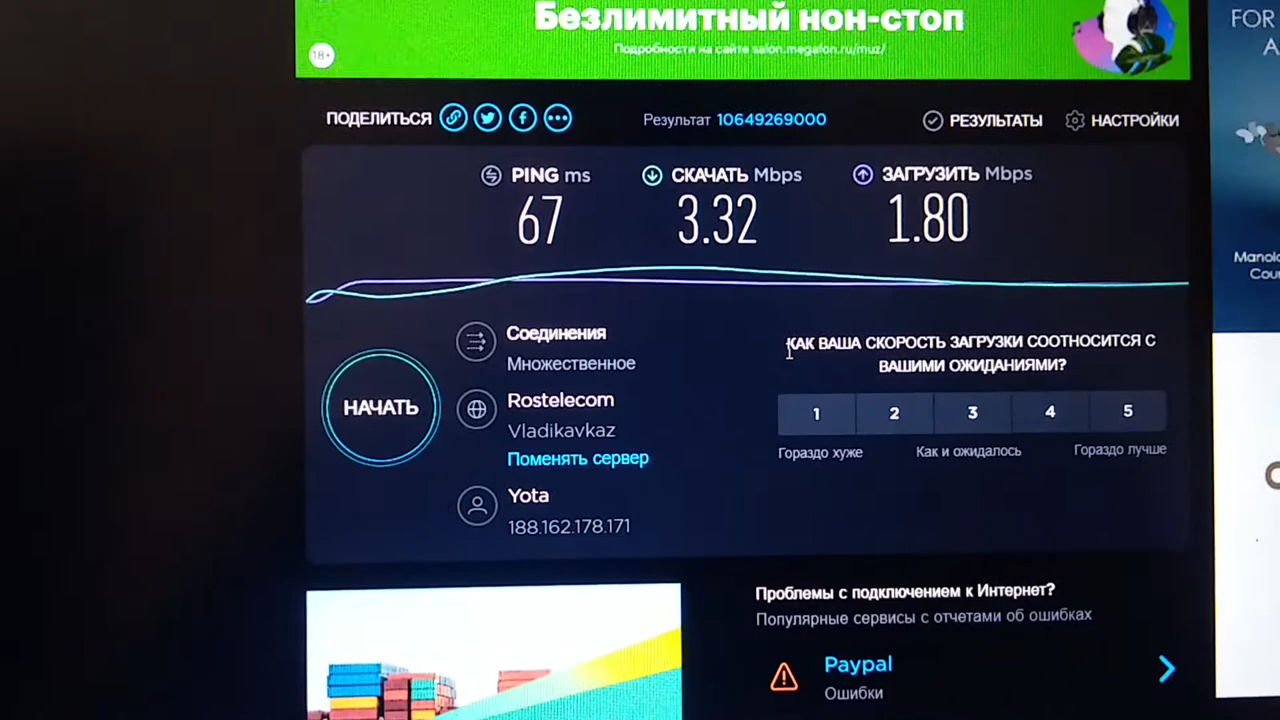 Безлимитный нон-стоп
Подробности на сайте salon.megafon.ru/muz/
18+
FOR
ПОДЕЛИТЬСЯ
Результат 10649269000
РЕЗУЛЬТАТЫ
НАСТРОЙКИ
PING ms
67
СКАЧАТЬ Mbps
3.32
ЗАГРУЗИТЬ Mbps
1.80
Соединения
Множественное
НАЧАТЬ
Rostelecom
Vladikavkaz
Поменять сервер
Yota
188.162.178.171
КАК ВАША СКОРОСТЬ ЗАГРУЗКИ СООТНОСИТСЯ С
ВАШИМИ ОЖИДАНИЯМИ?
1 2 3 4 5
Гораздо хуже
Как и ожидалось
Гораздо лучше
Проблемы с подключением к Интернет?
Популярные сервисы с отчетами об ошибках
Paypal
Ошибки